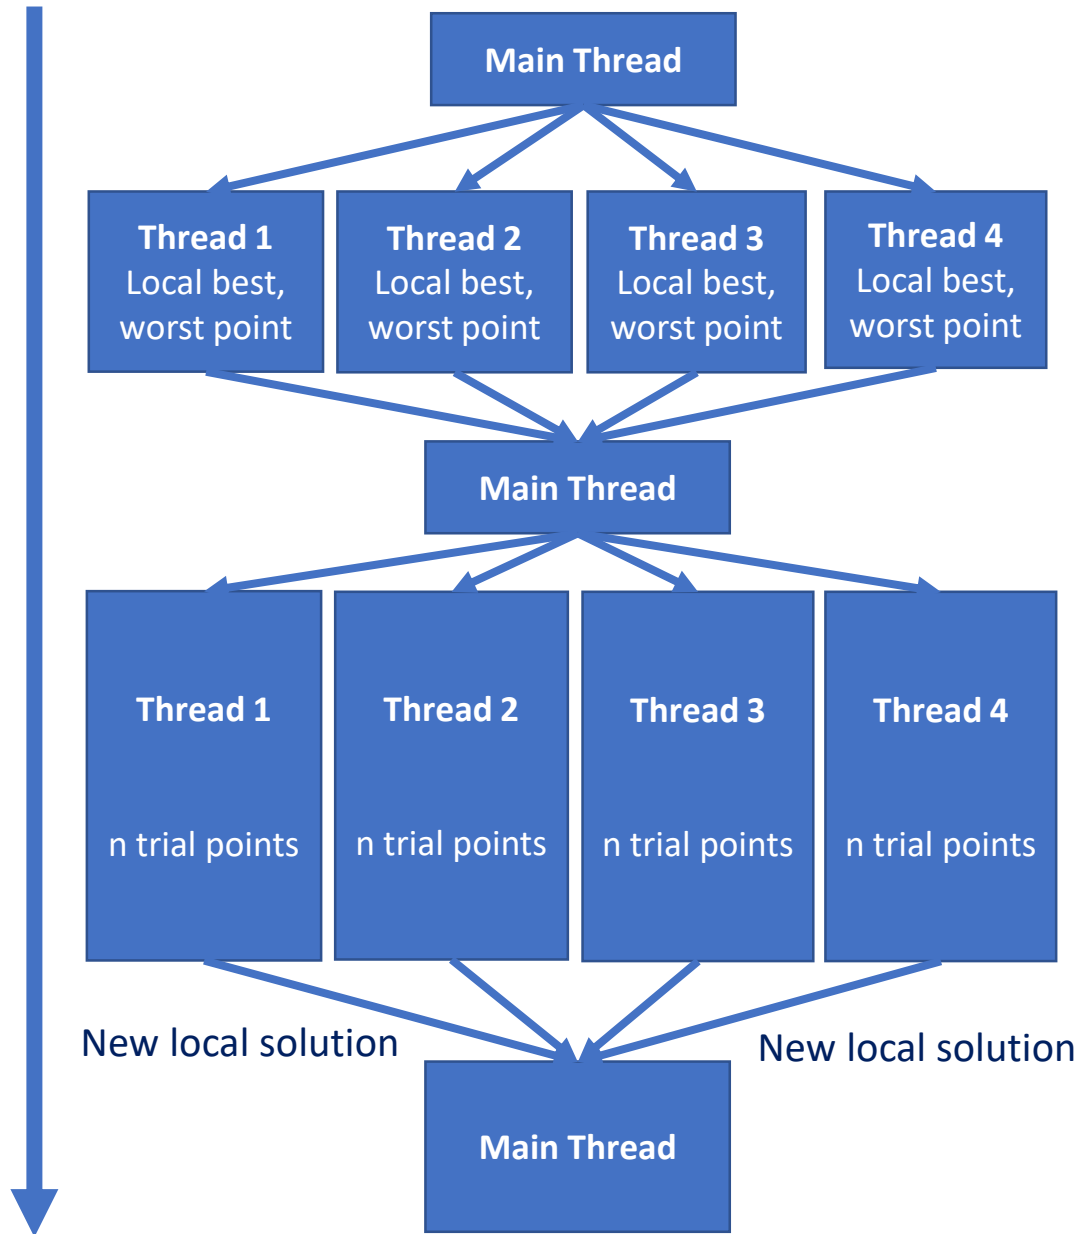 Main Thread
Thread 1
Local best,
worst point
Thread 2
Local best,
worst point
Thread 3
Local best,
worst point
Thread 4
Local best,
worst point
Main Thread
Thread 1
n trial points
Thread 2
n trial points
Thread 3
n trial points
Thread 4
n trial points
New local solution
New local solution
Main Thread